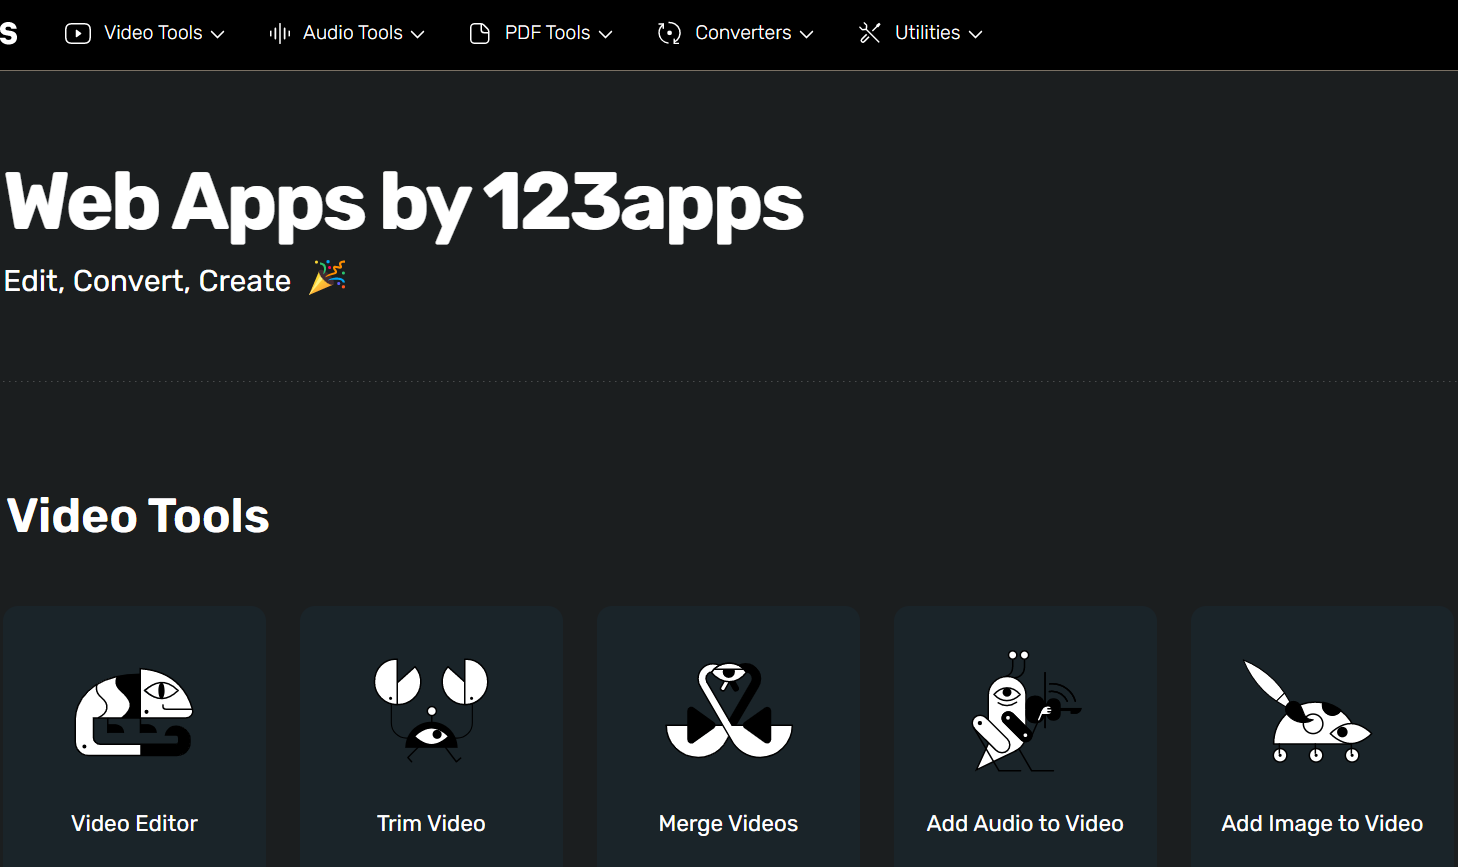 s Video Tools Audio Tools PDF Tools Converters Utilities
Web Apps by 123apps
Edit, Convert, Create 🎉
Video Tools
Video Editor Trim Video Merge Videos Add Audio to Video Add Image to Video